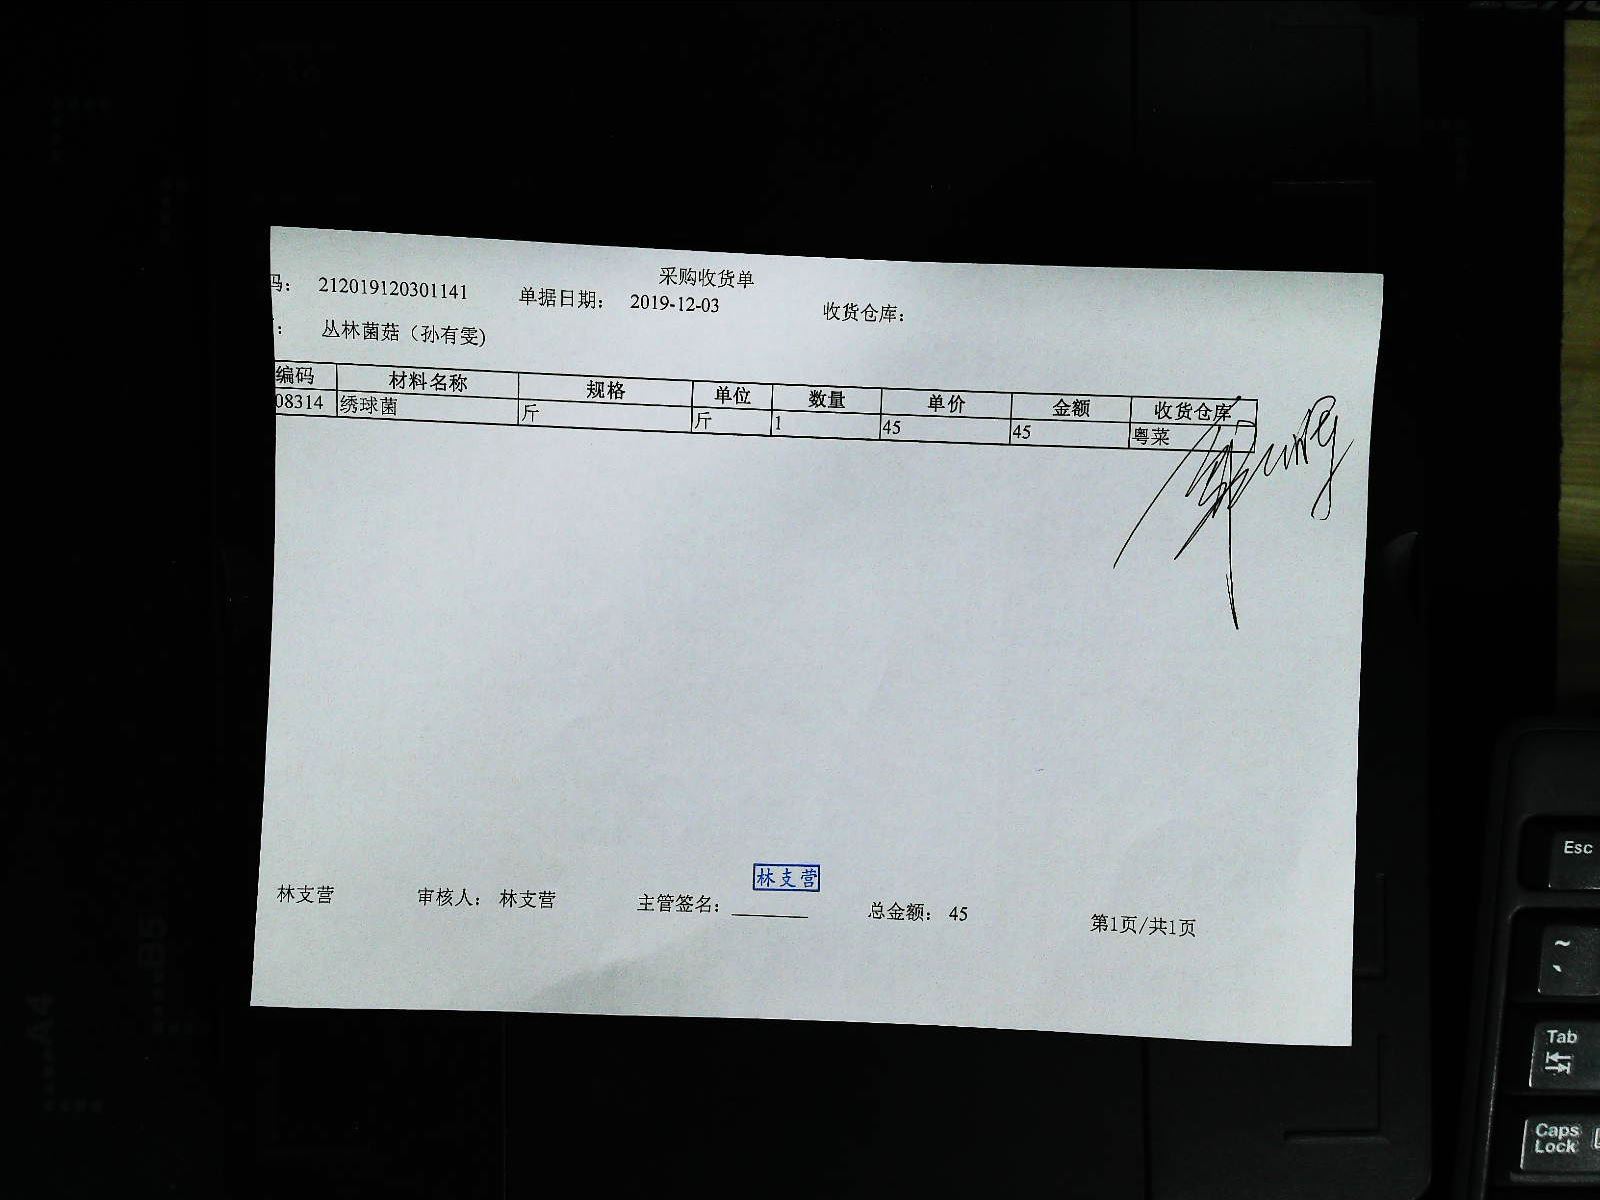 采购收货单
码： 212019120301141 单据日期： 2019-12-03 收货仓库：
： 丛林菌菇（孙有雯)
编码 材料名称 规格 单位 数量 单价 金额 收货仓库
08314 绣球菌 斤 斤 1 45 45 粤菜
林支营
林支营 审核人： 林支营 主管签名： 总金额： 45 第1页/共1页
Esc
~
Tab
Caps Lock
A4
B5